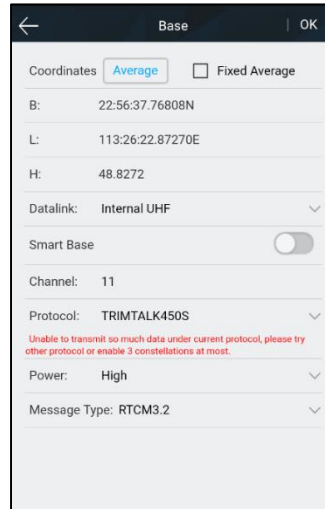 Base | OK
Coordinates Average Fixed Average
B: 22:56:37.76808N
L: 113:26:22.87270E
H: 48.8272
Datalink: Internal UHF
Smart Base
Channel: 11
Protocol: TRIMTALK450S
Unable to transmit so much data under current protocol, please try
other protocol or enable 3 constellations at most.
Power: High
Message Type: RTCM3.2